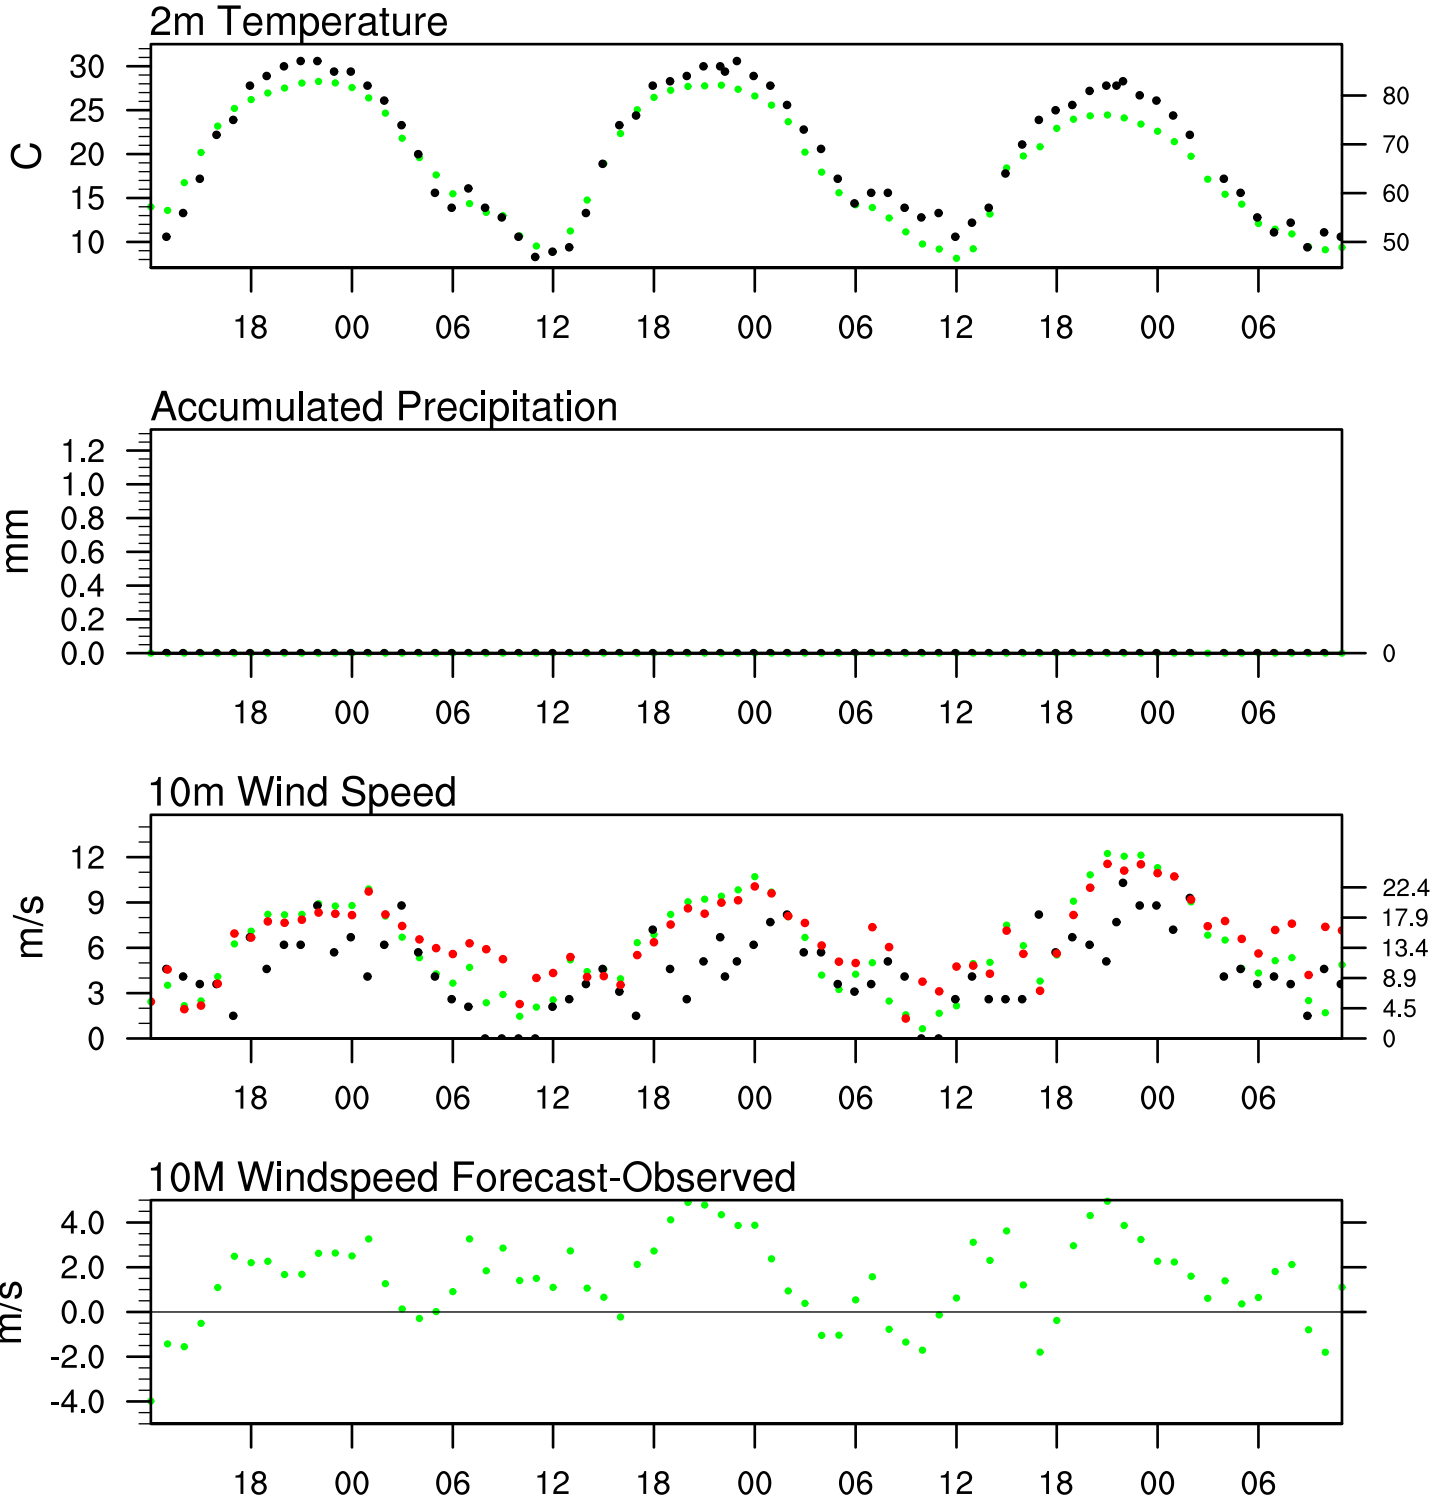 2m Temperature
30
25
20
15
10
C
80
70
60
50
18 00 06 12 18 00 06 12 18 00 06
Accumulated Precipitation
1.2
1.0
0.8
0.6
0.4
0.2
0.0
mm
0
18 00 06 12 18 00 06 12 18 00 06
10m Wind Speed
12
9
6
3
0
m/s
22.4
17.9
13.4
8.9
4.5
0
18 00 06 12 18 00 06 12 18 00 06
10M Windspeed Forecast-Observed
4.0
2.0
0.0
-2.0
-4.0
m/s
18 00 06 12 18 00 06 12 18 00 06